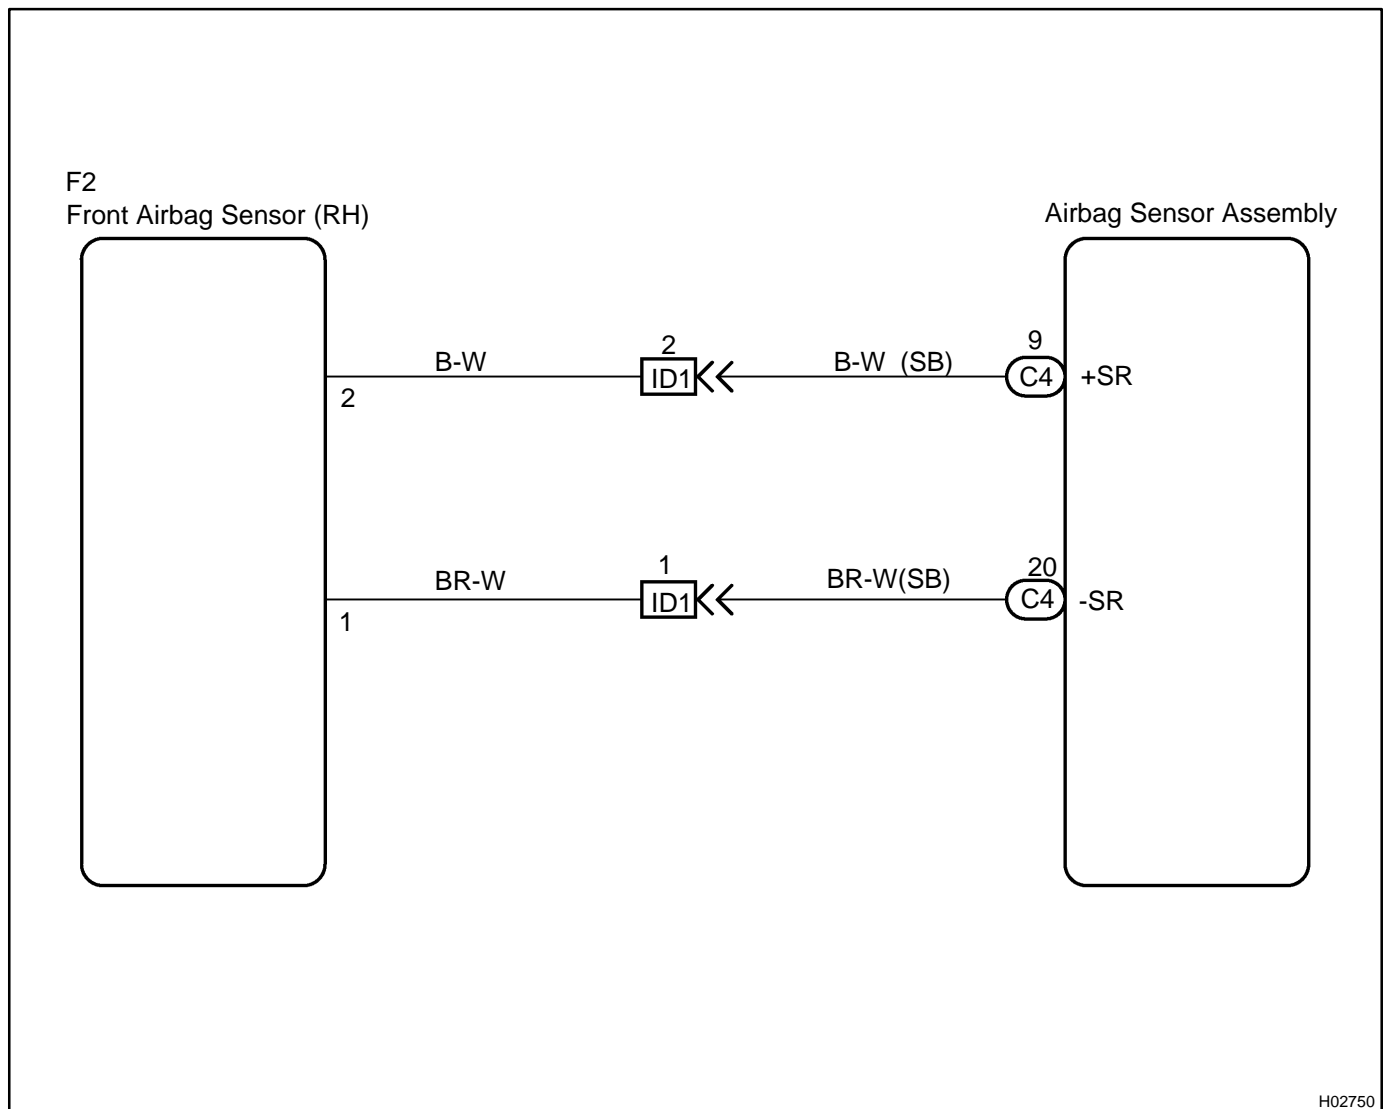 F2
Front Airbag Sensor (RH)
Airbag Sensor Assembly
B-W
2
ID1
B-W (SB)
9
C4
+SR
2
BR-W
1
ID1
BR-W(SB)
20
C4
-SR
1
H02750